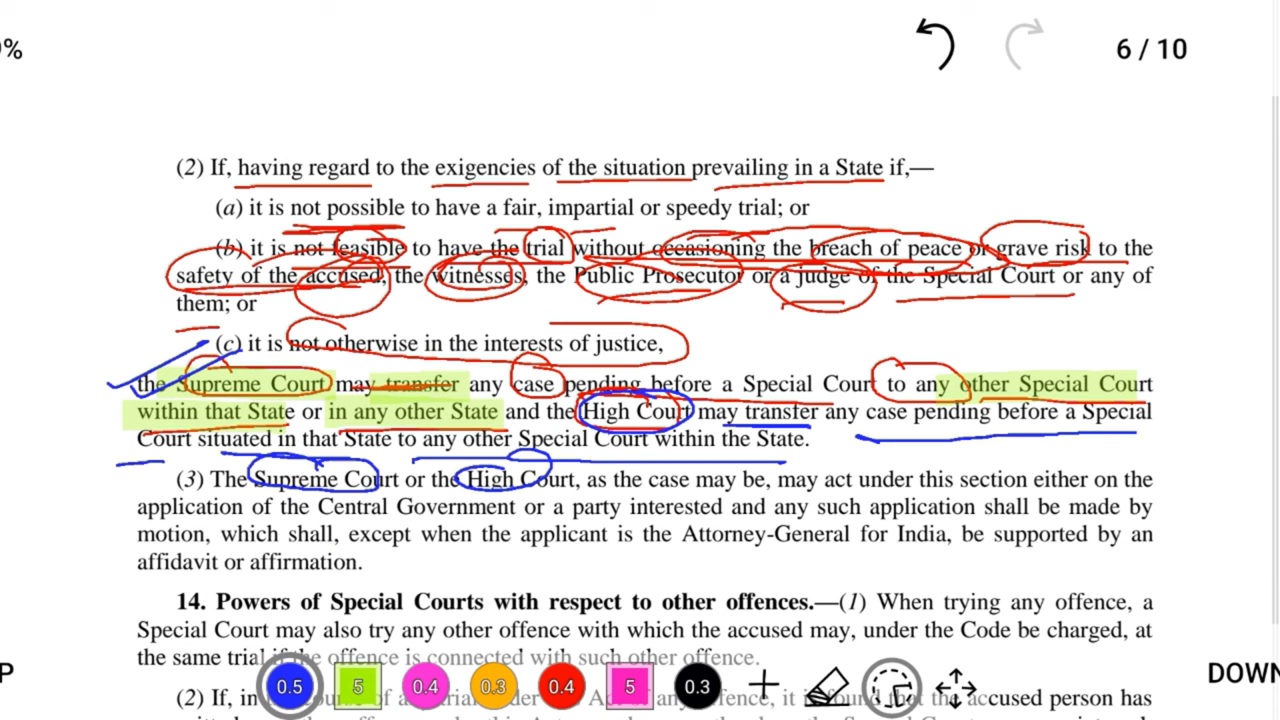 9%
6 / 10
(2) If, having regard to the exigencies of the situation prevailing in a State if,—
(a) it is not possible to have a fair, impartial or speedy trial; or
(b) it is not feasible to have the trial without occasioning the breach of peace or grave risk to the
safety of the accused, the witnesses, the Public Prosecutor or a judge of the Special Court or any of
them; or
(c) it is not otherwise in the interests of justice,
the Supreme Court may transfer any case pending before a Special Court to any other Special Court
within that State or in any other State and the High Court may transfer any case pending before a Special
Court situated in that State to any other Special Court within the State.
(3) The Supreme Court or the High Court, as the case may be, may act under this section either on the
application of the Central Government or a party interested and any such application shall be made by
motion, which shall, except when the applicant is the Attorney-General for India, be supported by an
affidavit or affirmation.
14. Powers of Special Courts with respect to other offences.—(1) When trying any offence, a
Special Court may also try any other offence with which the accused may, under the Code be charged, at
the same trial if the offence is connected with such other offence.
0.5 5 0.4 0.3 0.4 5 0.3
P
DOWN
(2) If, in of any offence, it is found that the accused person has